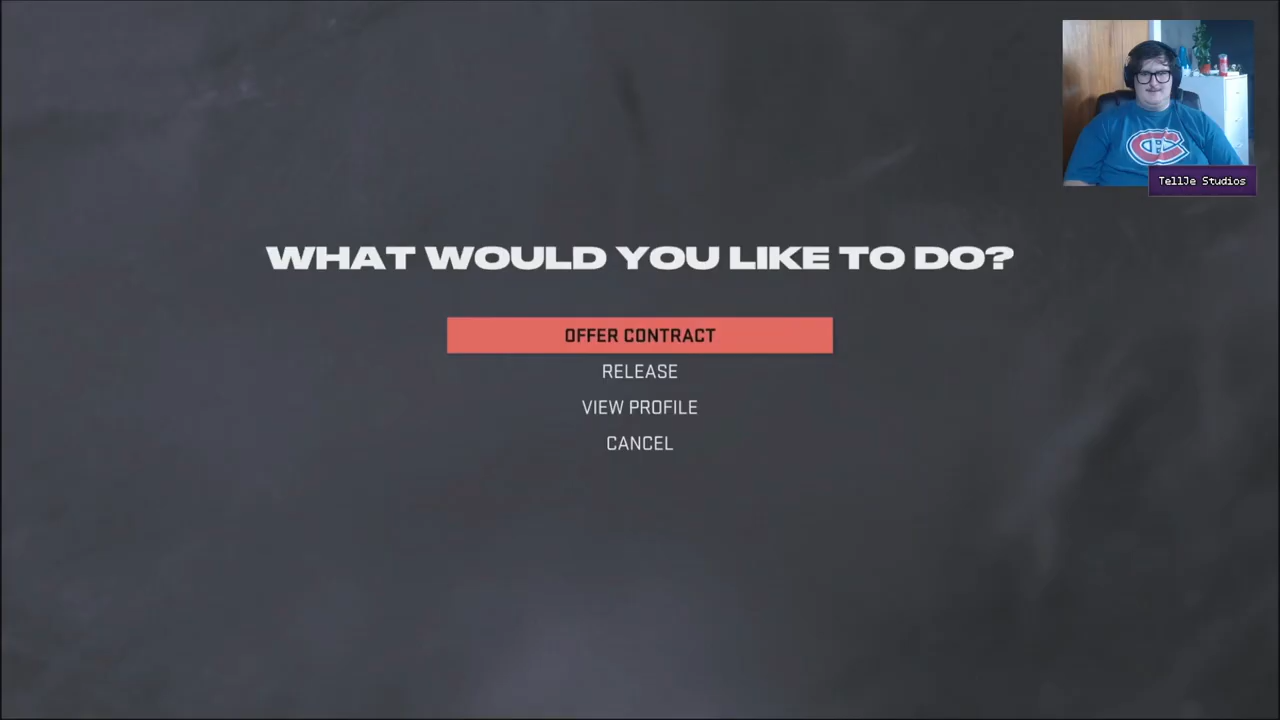 TellJe Studios
WHAT WOULD YOU LIKE TO DO?
OFFER CONTRACT
RELEASE
VIEW PROFILE
CANCEL